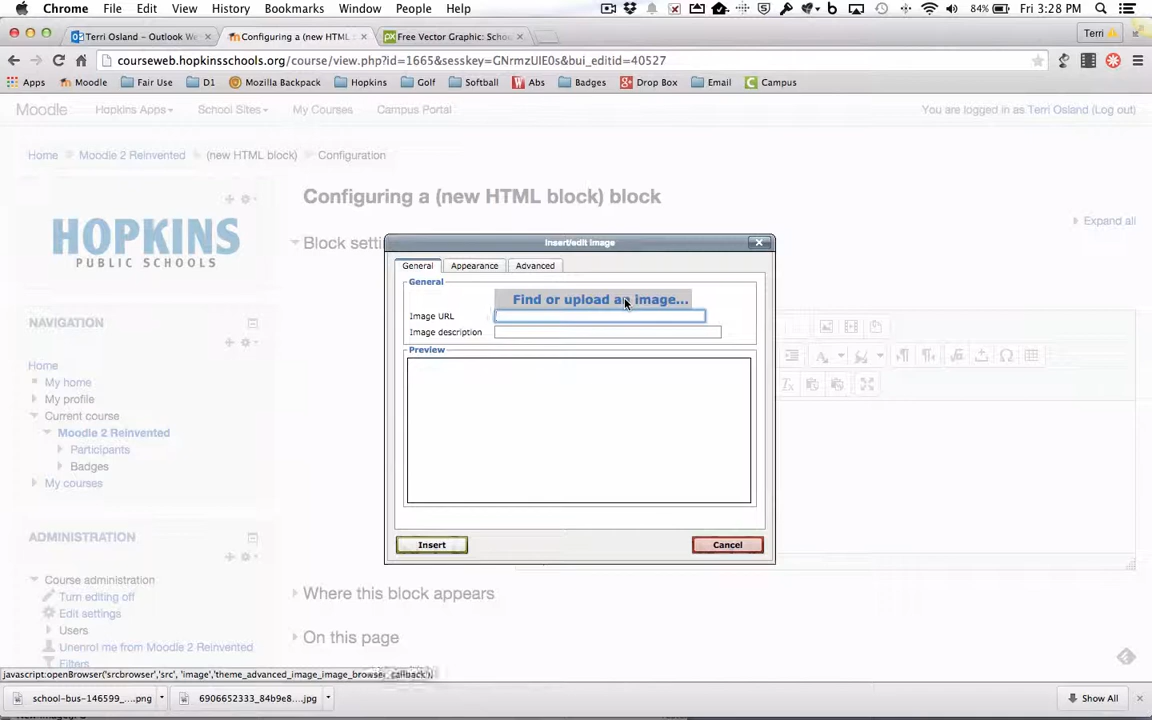 Chrome File Edit View History Bookmarks Window People Help 84% Fri 3:28 PM
Terri Osland – Outlook We Configuring a (new HTML Free Vector Graphic: Scho Terri
courseweb.hopkinsschools.org/course/view.php?id=1665&sesskey=GNrmzUIE0s&bui_editid=40527
Apps Moodle Fair Use D1 Mozilla Backpack Hopkins Golf Softball Abs Badges Drop Box Email Campus
Moodle Hopkins Apps School Sites My Courses Campus Portal You are logged in as Terri Osland (Log out)
Home Moodle 2 Reinvented (new HTML block) Configuration
Configuring a (new HTML block) block
Expand all
HOPKINS
PUBLIC SCHOOLS
Block setti
Insert/edit image
General Appearance Advanced
General
Find or upload an image...
Image URL
Image description
Preview
Insert Cancel
NAVIGATION
Home
My home
My profile
Current course
Moodle 2 Reinvented
Participants
Badges
My courses
ADMINISTRATION
Course administration
Turn editing off
Edit settings
Users
Unenrol me from Moodle 2 Reinvented
Filters
Where this block appears
On this page
javascript:openBrowser('srcbrowser','src', 'image','theme_advanced_image_image_browser_callback');
school-bus-146599_....png 6906652333_84b9e8....jpg Show All